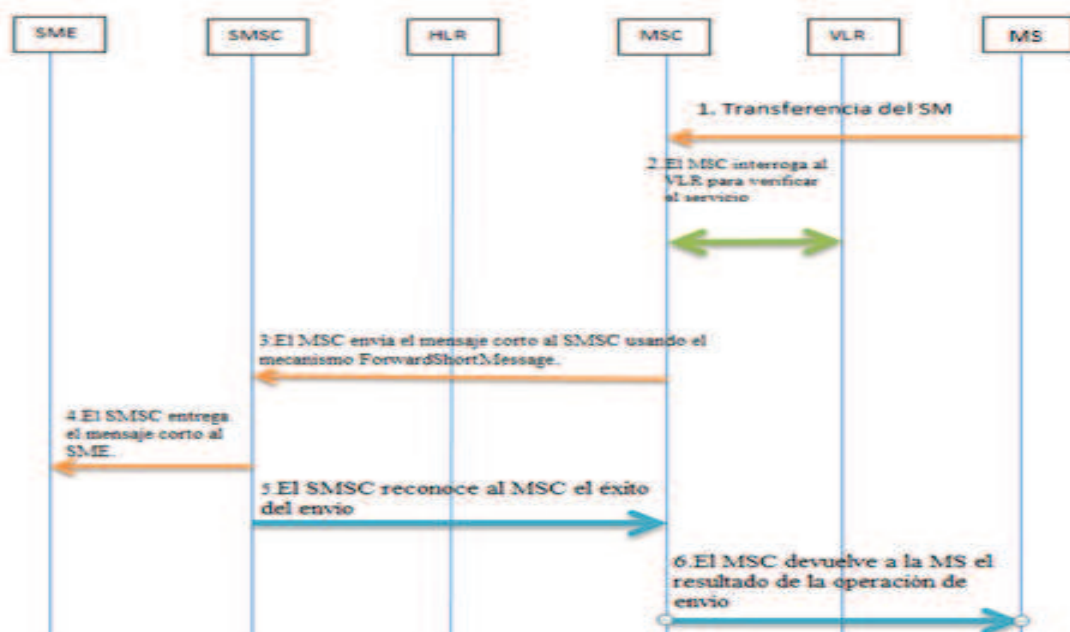 SME
SMSC
HLR
MSC
VLR
MS
1. Transferencia del SM
2.El MSC interroga al
VLR para verificar
el servicio
3.El MSC envía el mensaje corto al SMSC usando el
mecanismo ForwardShortMessage.
4.El SMSC entrega
el mensaje corto al
SME.
5.El SMSC reconoce al MSC el éxito
del envío
6.El MSC devuelve a la MS el
resultado de la operación de
envío